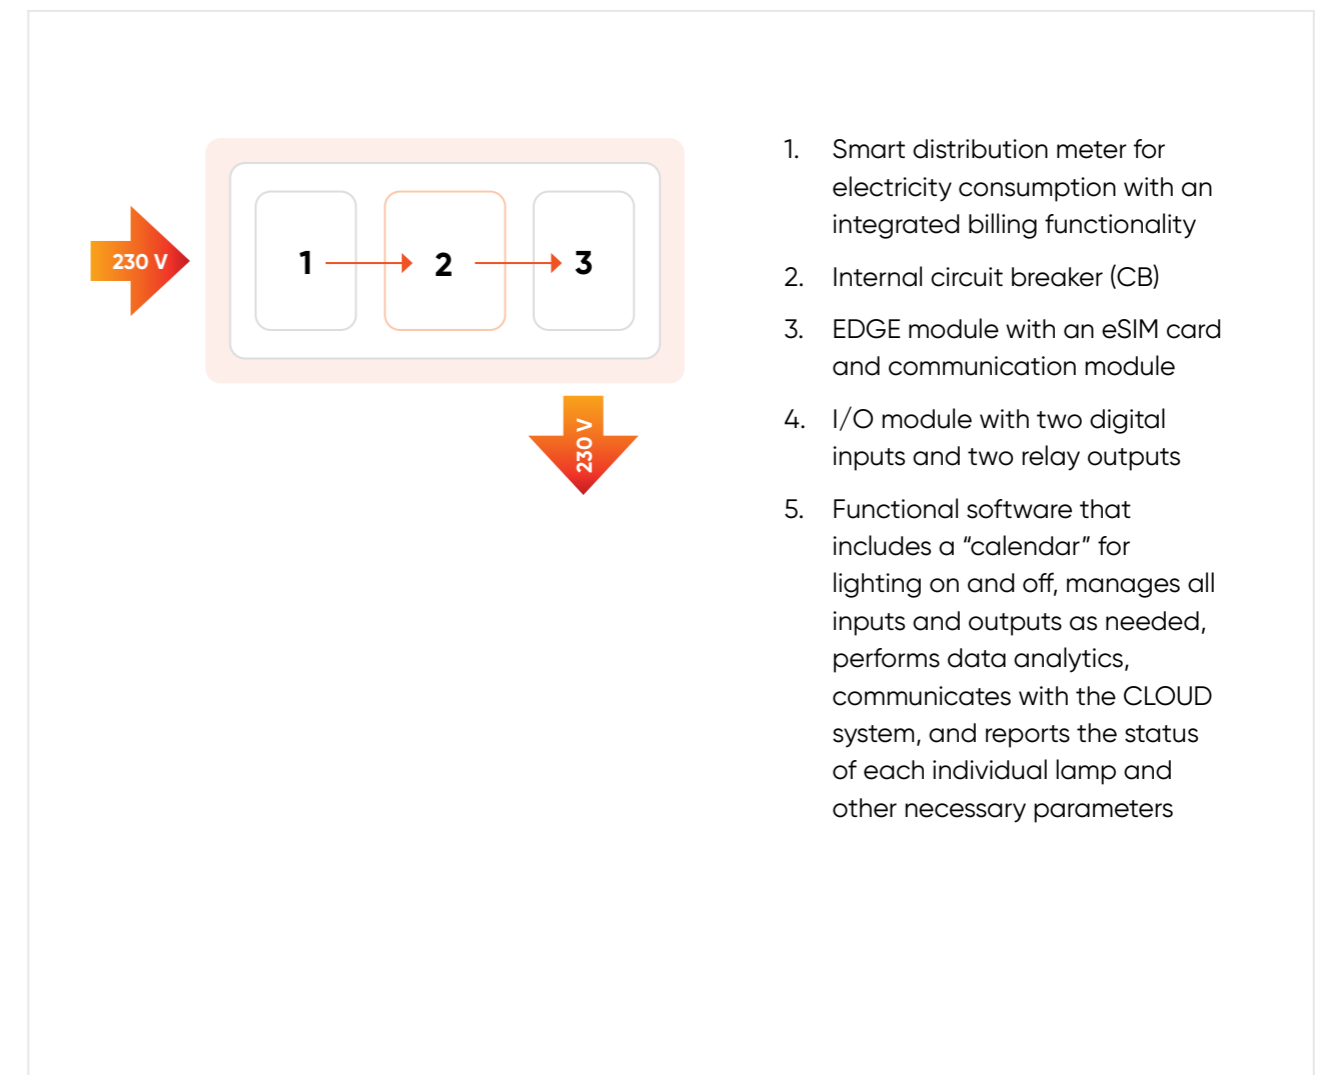 230 V
1
2
3
230 V
1. Smart distribution meter for
electricity consumption with an
integrated billing functionality
2. Internal circuit breaker (CB)
3. EDGE module with an eSIM card
and communication module
4. I/O module with two digital
inputs and two relay outputs
5. Functional software that
includes a “calendar” for
lighting on and off, manages all
inputs and outputs as needed,
performs data analytics,
communicates with the CLOUD
system, and reports the status
of each individual lamp and
other necessary parameters